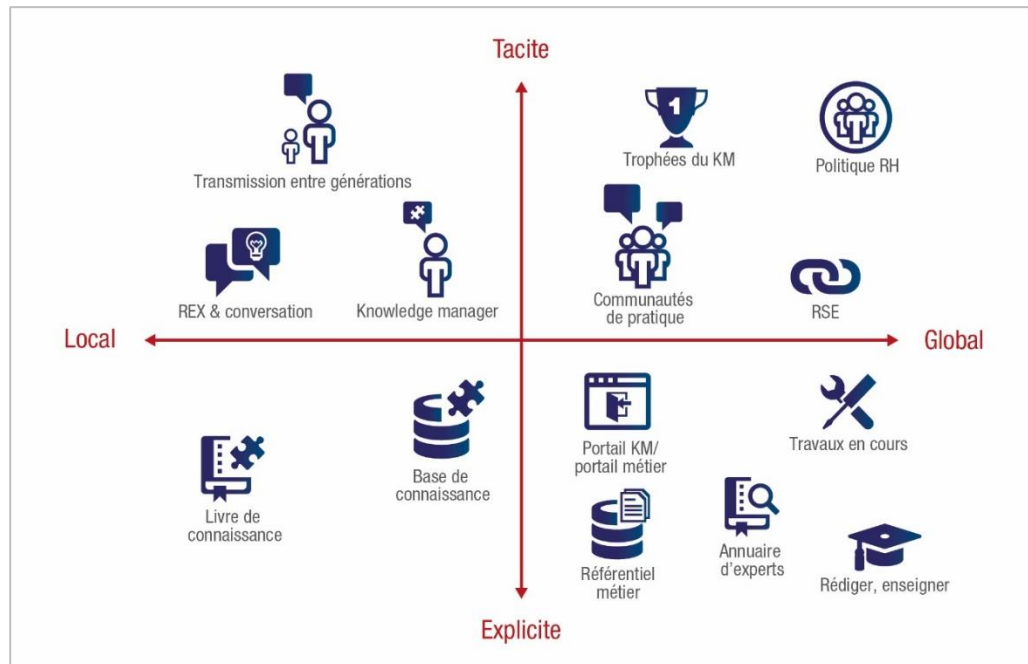 Tacite
1
Trophées du KM
Politique RH
Transmission entre générations
REX & conversation
Knowledge manager
Communautés
de pratique
RSE
Local
Global
Portail KM/
portail métier
Travaux en cours
Base de
connaissance
Livre de
connaissance
Référentiel
métier
Annuaire
d'experts
Rédiger, enseigner
Explicite